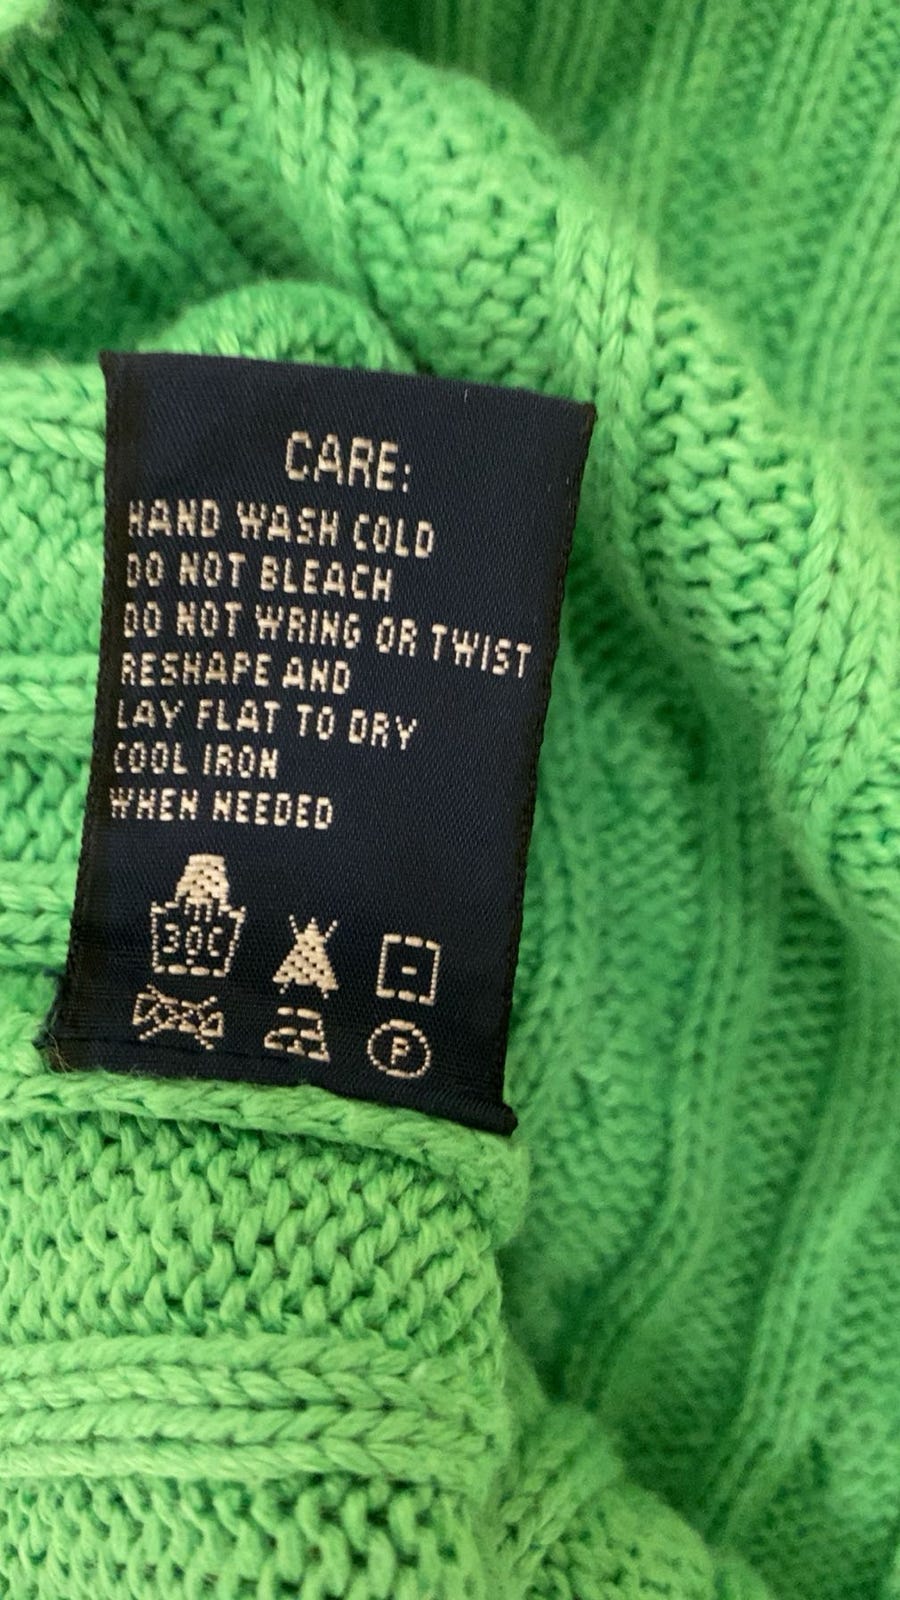 CARE:
HAND WASH COLD
DO NOT BLEACH
DO NOT WRING OR TWIST
RESHAPE AND
LAY FLAT TO DRY
COOL IRON
WHEN NEEDED
30C
P